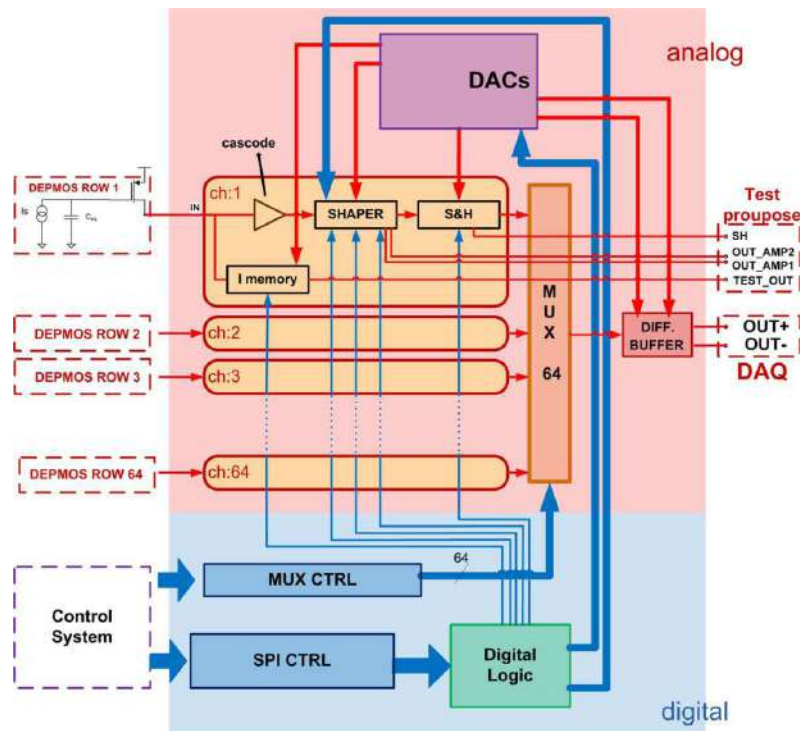 analog
DACs
cascode
DEPMOS ROW 1
IN
ch:1
SHAPER
S&H
I memory
Test
proupose
SH
OUT_AMP2
OUT_AMP1
TEST_OUT
MUX
64
DEPMOS ROW 2
ch:2
DIFF.
BUFFER
OUT+
OUT-
DAQ
DEPMOS ROW 3
ch:3
DEPMOS ROW 64
ch:64
64
MUX CTRL
Control
System
SPI CTRL
Digital
Logic
digital